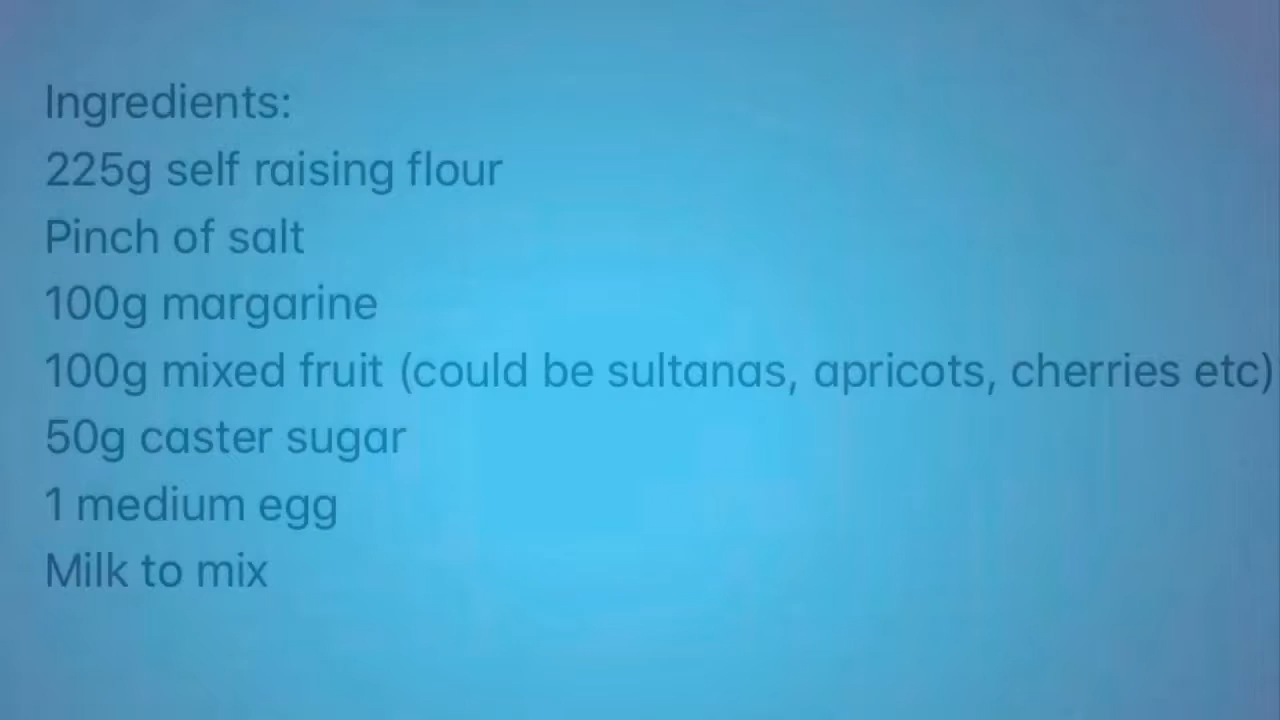 Ingredients:
225g self raising flour
Pinch of salt
100g margarine
100g mixed fruit (could be sultanas, apricots, cherries etc)
50g caster sugar
1 medium egg
Milk to mix